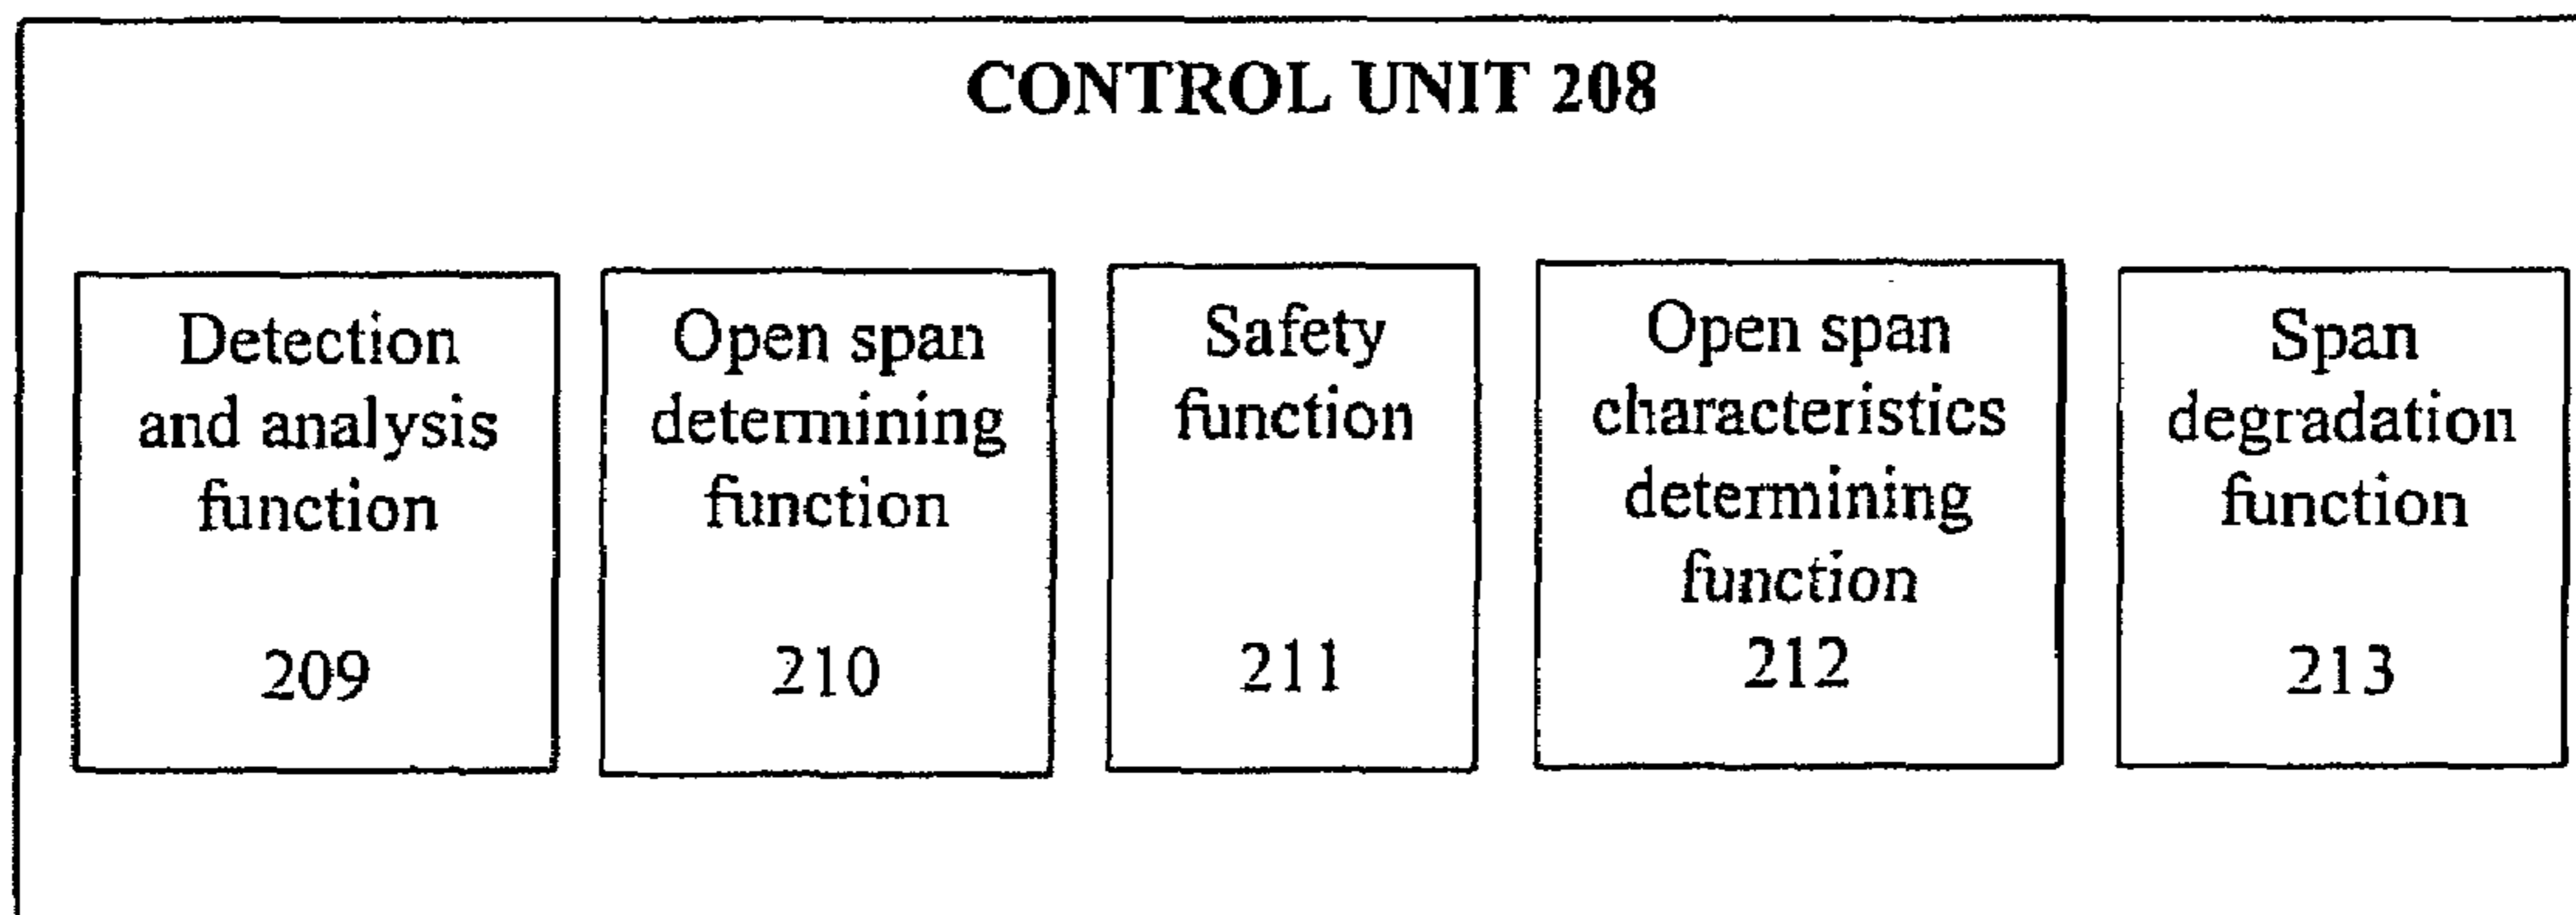 CONTROL UNIT 208
Detection
and analysis
function
209
Open span
determining
function
210
Safety
function
211
Open span
characteristics
determining
function
212
Span
degradation
function
213